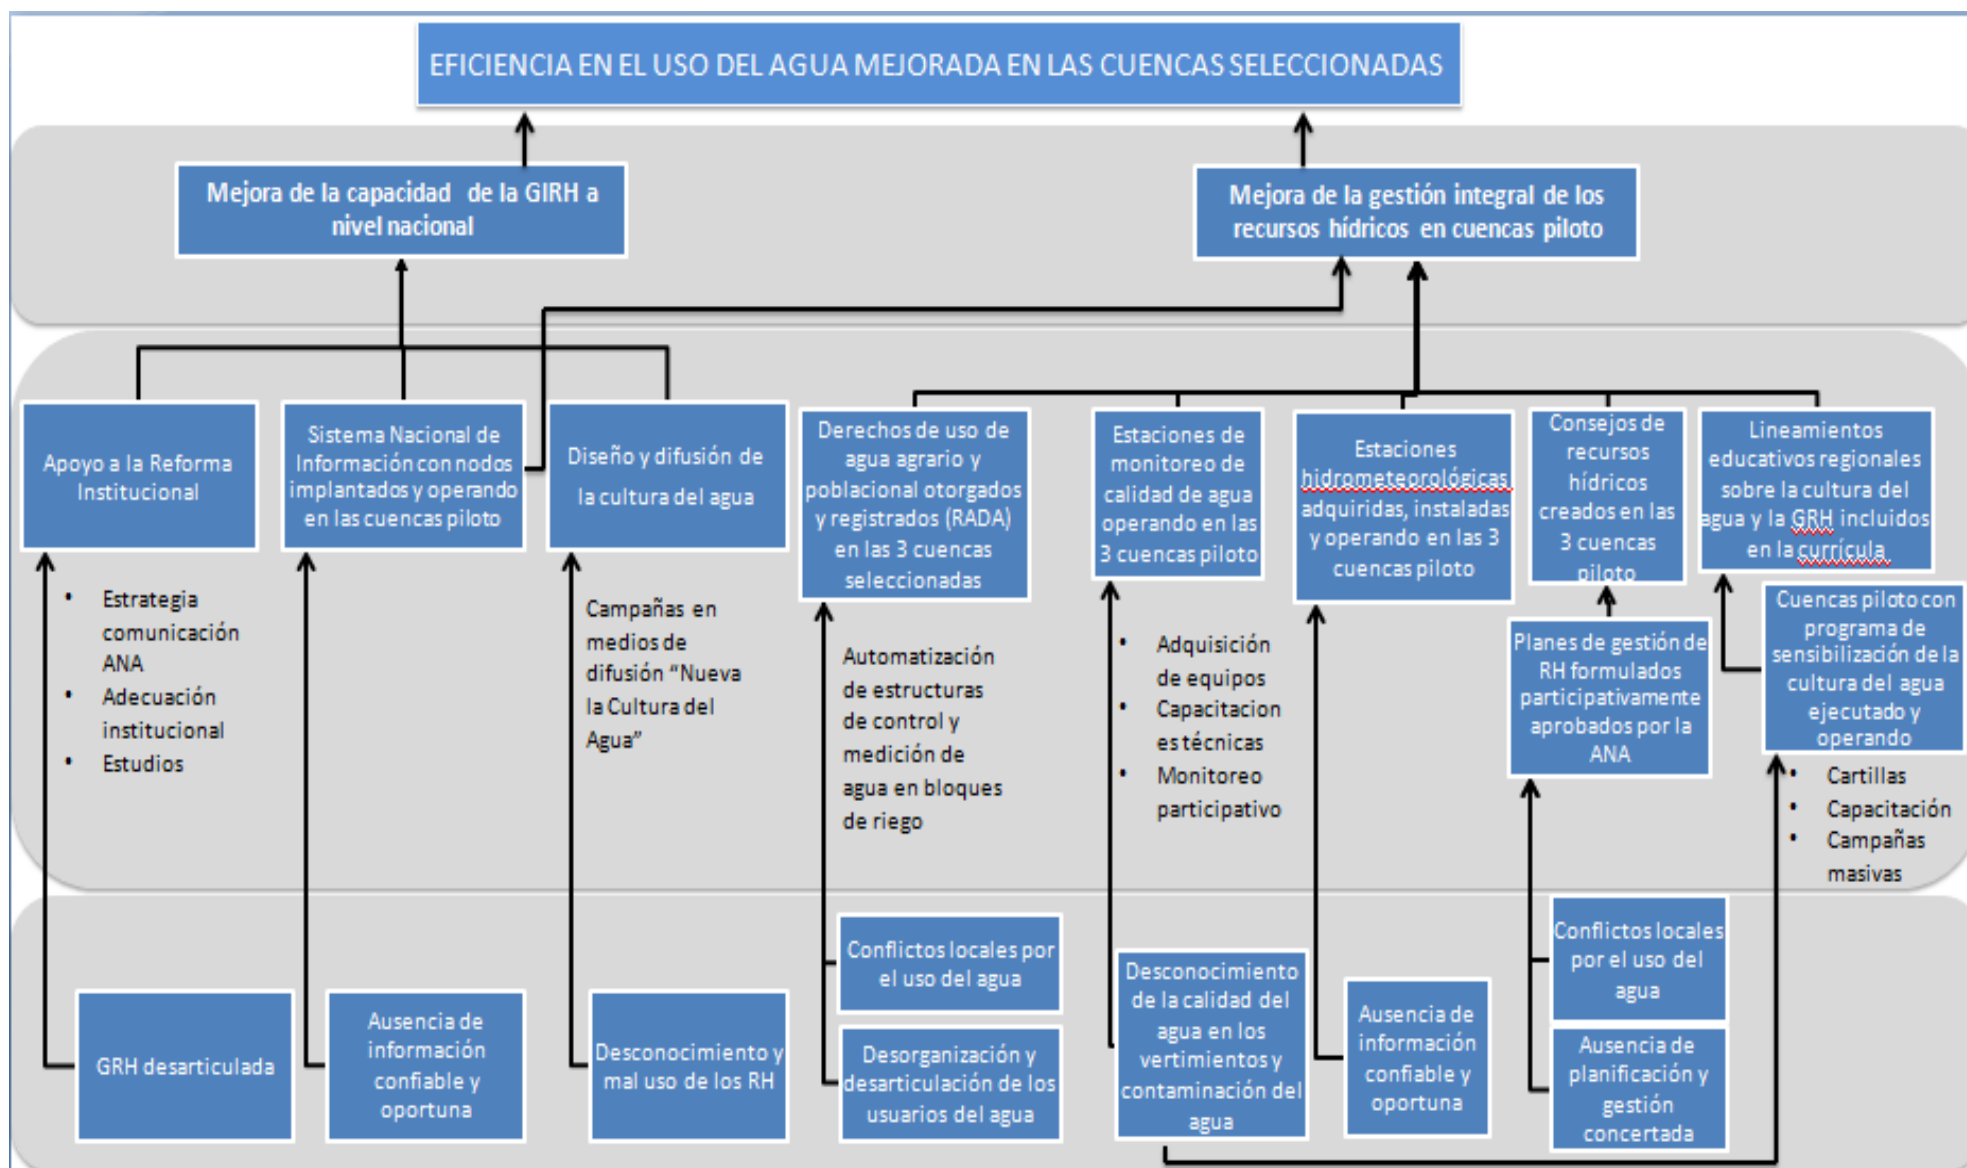 EFICIENCIA EN EL USO DEL AGUA MEJORADA EN LAS CUENCAS SELECCIONADAS
Mejora de la capacidad de la GIRH a
nivel nacional
Mejora de la gestión integral de los
recursos hídricos en cuencas piloto
Apoyo a la Reforma
Institucional
Sistema Nacional de
Información con nodos
implantados y operando
en las cuencas piloto
Diseño y difusión de
la cultura del agua
Derechos de uso de
agua agrario y
poblacional otorgados
y registrados (RADA)
en las 3 cuencas
seleccionadas
Estaciones de
monitoreo de
calidad de agua
operando en las
3 cuencas piloto
Estaciones
hidrometeorológicas
adquiridas, instaladas
y operando en las 3
cuencas piloto
Consejos de
recursos
hídricos
creados en las
3 cuencas
piloto
Lineamientos
educativos regionales
sobre la cultura del
agua y la GRH incluidos
en la currícula
• Estrategia
comunicación
ANA
• Adecuación
institucional
• Estudios
Campañas en
medios de
difusión “Nueva
la Cultura del
Agua”
Automatización
de estructuras
de control y
medición de
agua en bloques
de riego
• Adquisición
de equipos
• Capacitacion
es técnicas
• Monitoreo
participativo
Planes de gestión de
RH formulados
participativamente
aprobados por la
ANA
Cuencas piloto con
programa de
sensibilización de la
cultura del agua
ejecutado y
operando
• Cartillas
• Capacitación
• Campañas
masivas
GRH desarticulada
Ausencia de
información
confiable y
oportuna
Desconocimiento y
mal uso de los RH
Conflictos locales por
el uso del agua
Desorganización y
desarticulación de los
usuarios del agua
Desconocimiento
de la calidad del
agua en los
vertimientos y
contaminación del
agua
Ausencia de
información
confiable y
oportuna
Conflictos locales
por el uso del
agua
Ausencia de
planificación y
gestión
concertada